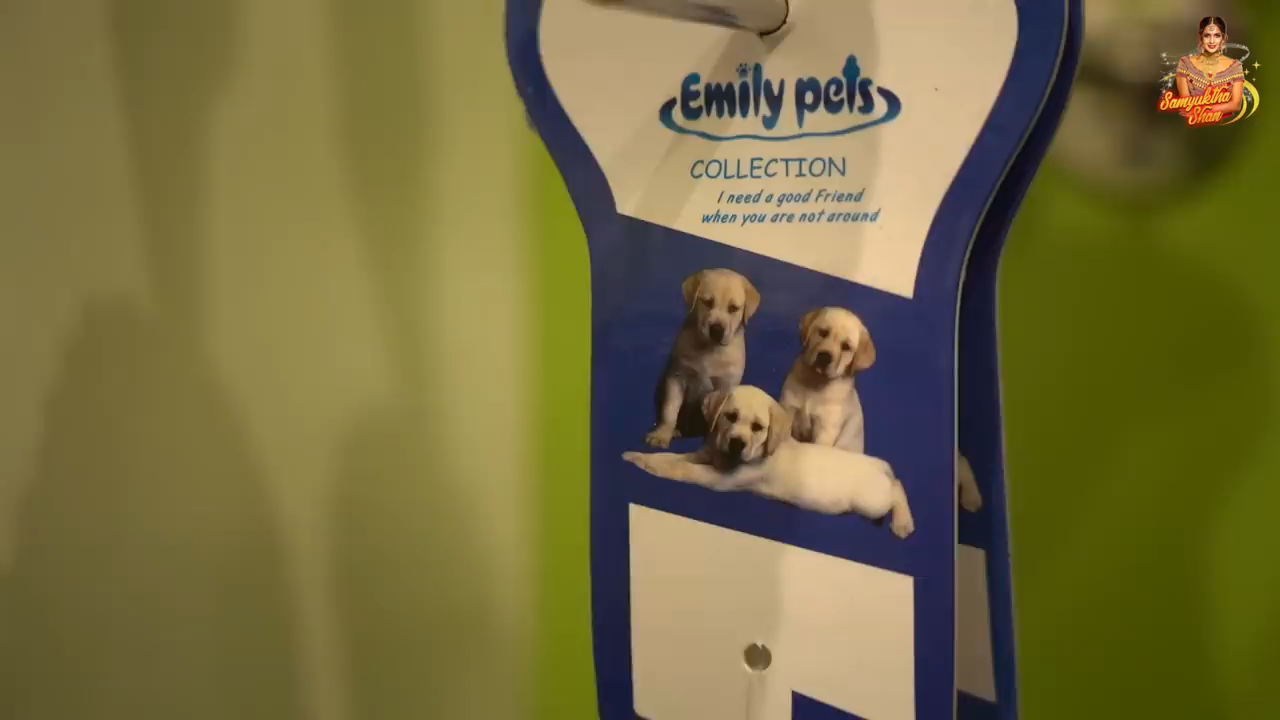 Emily pets
COLLECTION
I need a good Friend
when you are not around
Samyuktha
Shan